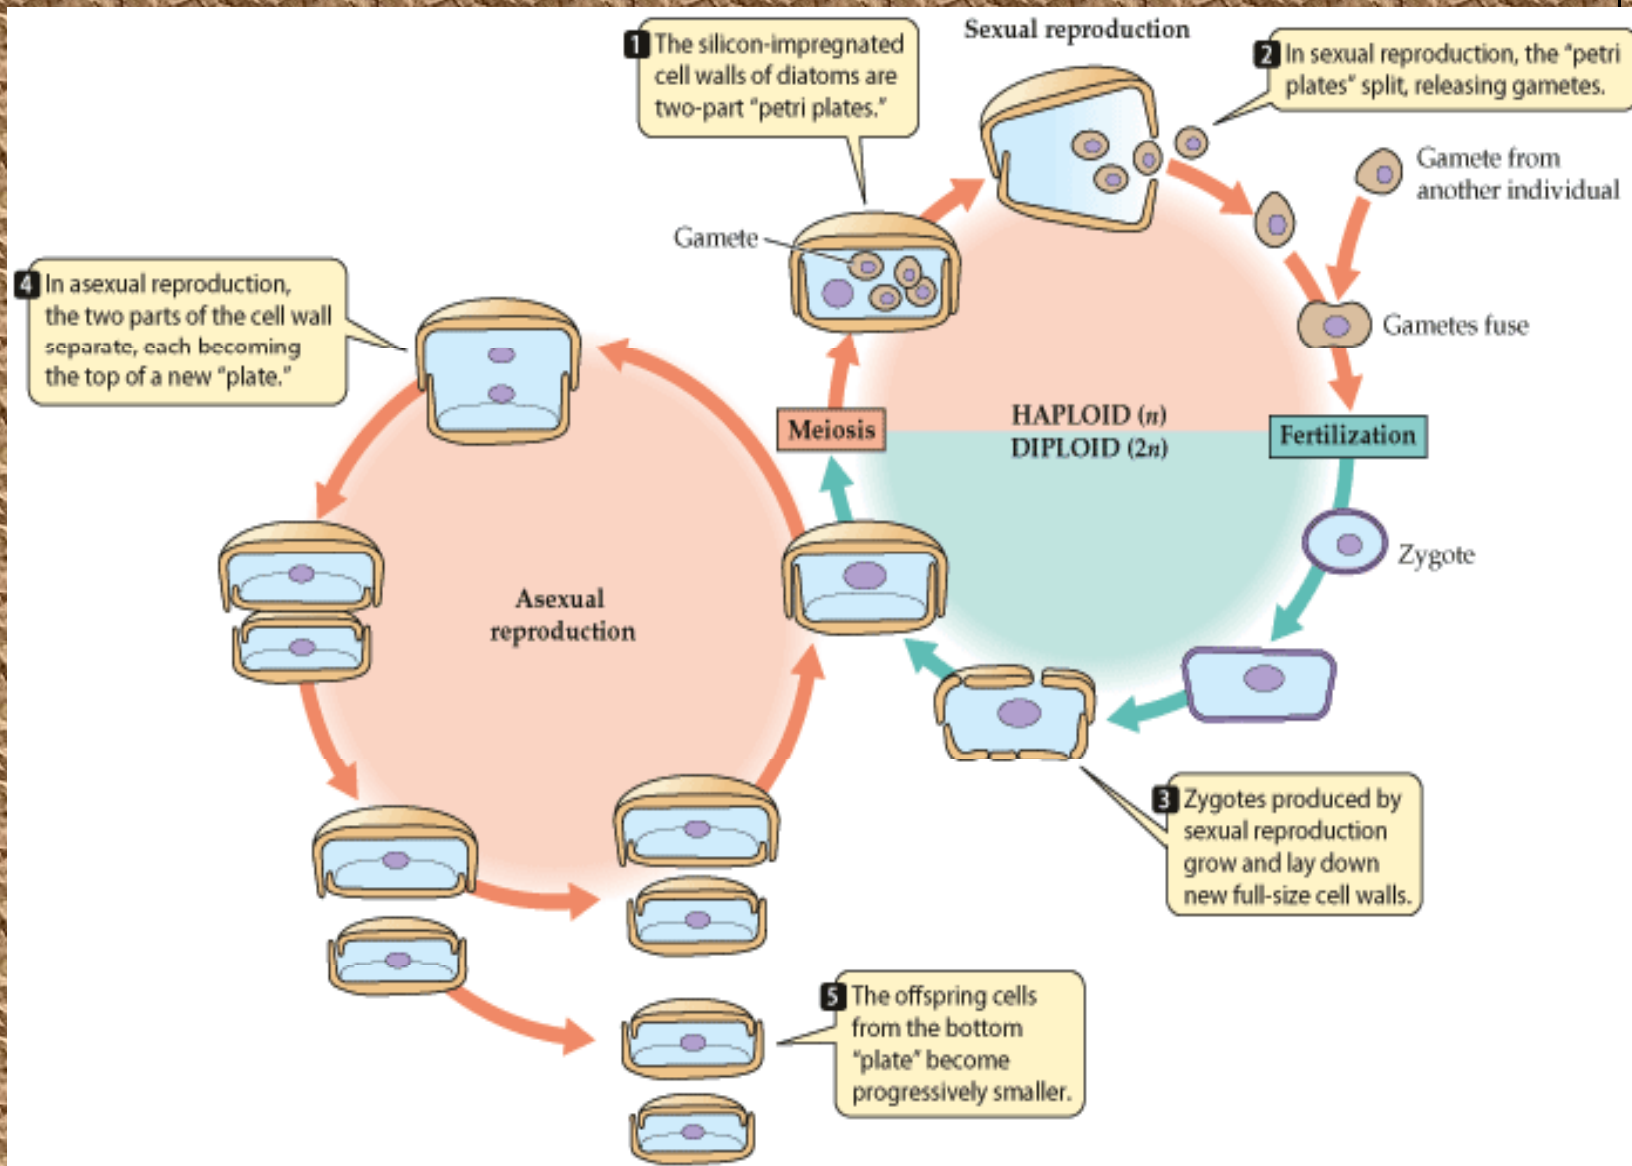 Sexual reproduction
1 The silicon-impregnated
cell walls of diatoms are
two-part "petri plates."
2 In sexual reproduction, the "petri
plates" split, releasing gametes.
Gamete from
another individual
Gamete
Gametes fuse
4 In asexual reproduction,
the two parts of the cell wall
separate, each becoming
the top of a new "plate."
Meiosis
HAPLOID (n)
DIPLOID (2n)
Fertilization
Zygote
Asexual
reproduction
3 Zygotes produced by
sexual reproduction
grow and lay down
new full-size cell walls.
5 The offspring cells
from the bottom
"plate" become
progressively smaller.